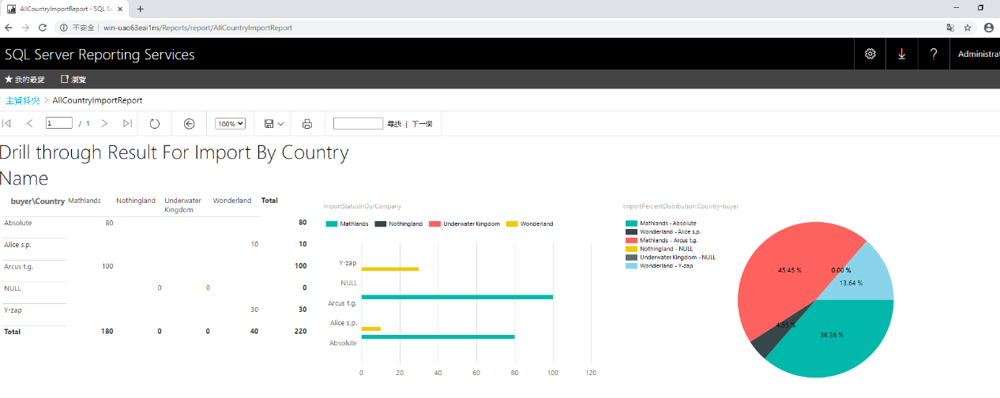 AllCountryImportReport - SQL Se
不安全 win-uao63eai1ns/Reports/report/AllCountryImportReport
SQL Server Reporting Services
? Administrat
我的最愛 瀏覽
主資料夾 > AllCountryImportReport
1 / 1 100% 尋找 | 下一個
Drill through Result For Import By Country
Name
buyer\Country Mathlands Nothingland Underwater Kingdom Wonderland Total
Absolute 80 80
Alice s.p. 10 10
Arcus t.g. 100 100
NULL 0 0 0
Y-zap 30 30
Total 180 0 0 40 220
ImportStatusInOurCompany
Mathlands Nothingland Underwater Kingdom Wonderland
Y-zap
NULL
Arcus t.g.
Alice s.p.
Absolute
0 20 40 60 80 100 120
ImportPercentDistribution:Country-buyer
Mathlands - Absolute
Wonderland - Alice s.p.
Mathlands - Arcus t.g.
Nothingland - NULL
Underwater Kingdom - NULL
Wonderland - Y-zap
45.45 % 0.00 %
13.64 %
4.55 %
36.36 %